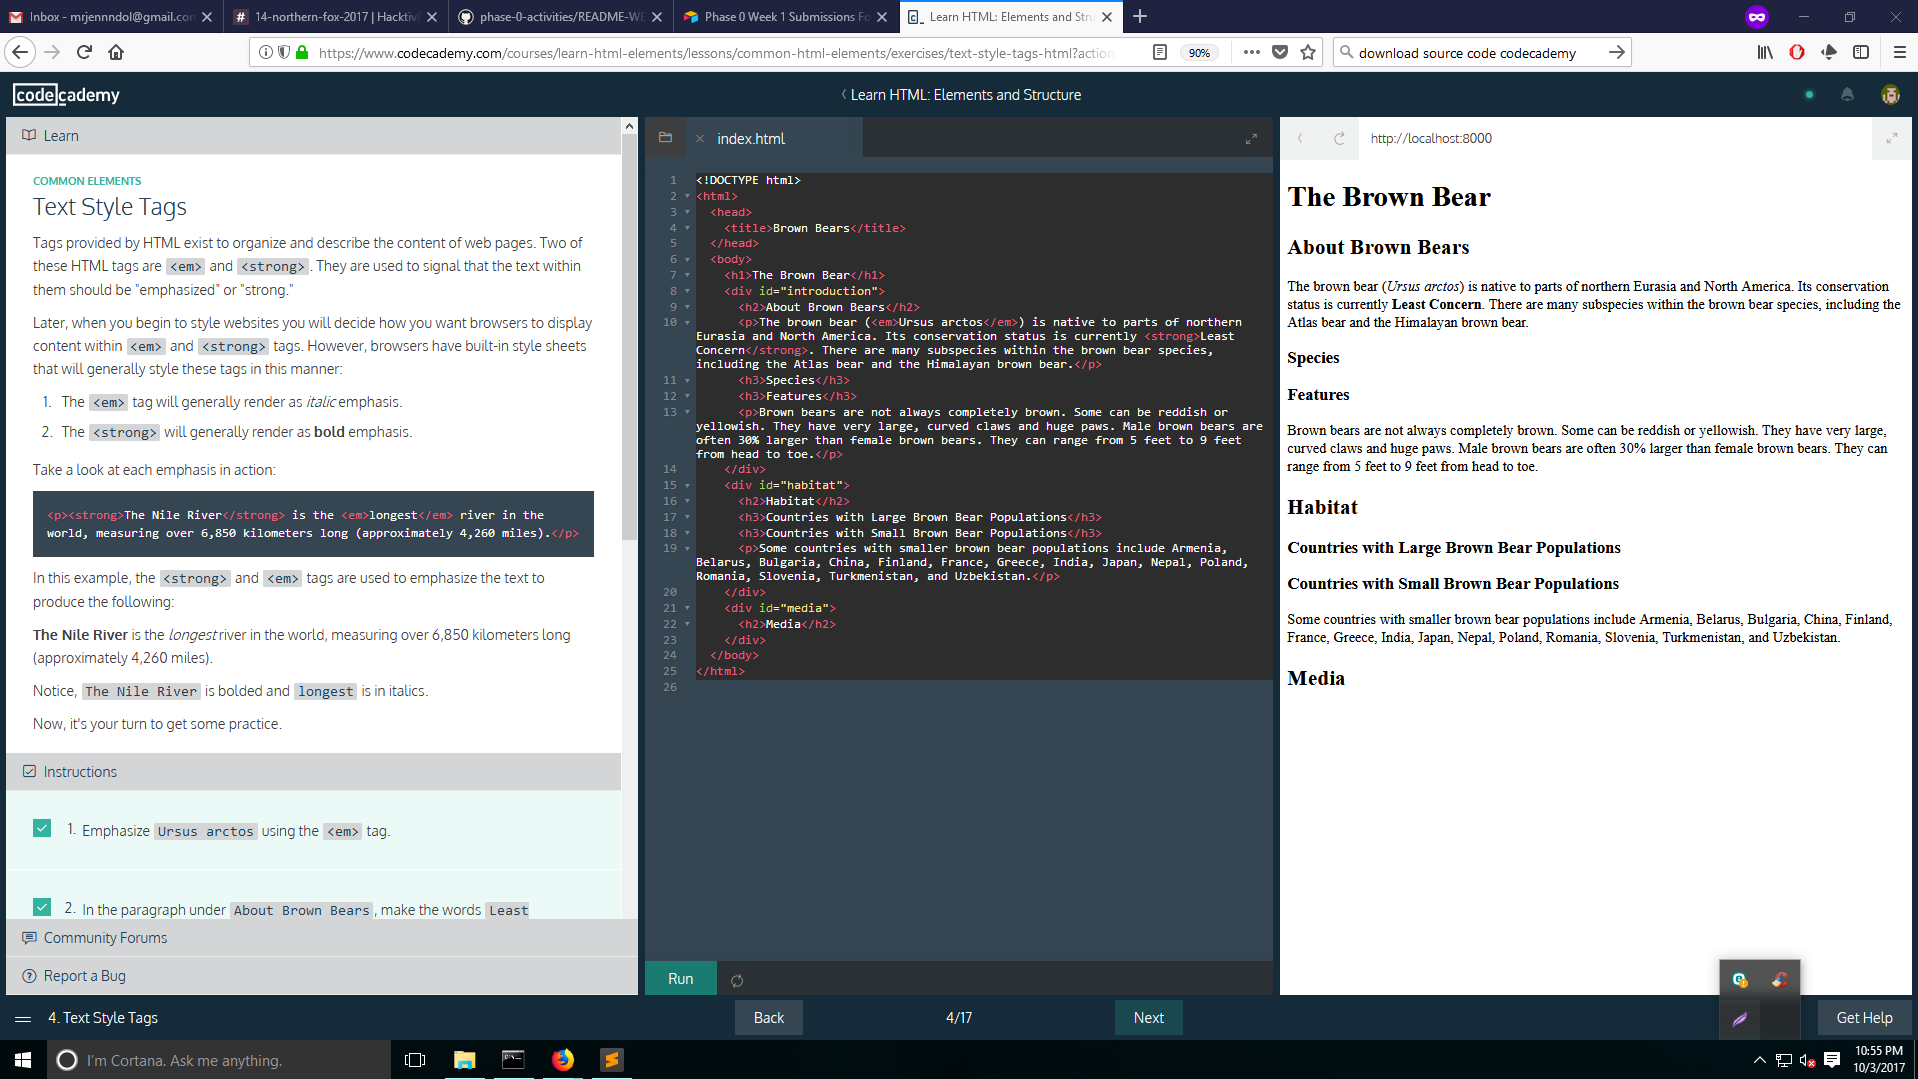 Inbox - mrjennndol@gmail.con
14-northern-fox-2017 | Hacktiv
phase-0-activities/README-WE
Phase 0 Week 1 Submissions Fo
Learn HTML: Elements and Stru
https://www.codecademy.com/courses/learn-html-elements/lessons/common-html-elements/exercises/text-style-tags-html?action
90%
download source code codecademy
codecademy
Learn HTML: Elements and Structure
Learn
COMMON ELEMENTS
Text Style Tags
Tags provided by HTML exist to organize and describe the content of web pages. Two of
these HTML tags are <em> and <strong>. They are used to signal that the text within
them should be "emphasized" or "strong."
Later, when you begin to style websites you will decide how you want browsers to display
content within <em> and <strong> tags. However, browsers have built-in style sheets
that will generally style these tags in this manner:
1. The <em> tag will generally render as italic emphasis.
2. The <strong> will generally render as bold emphasis.
Take a look at each emphasis in action:
<p><strong>The Nile River</strong> is the <em>longest</em> river in the
world, measuring over 6,850 kilometers long (approximately 4,260 miles).</p>
In this example, the <strong> and <em> tags are used to emphasize the text to
produce the following:
The Nile River is the longest river in the world, measuring over 6,850 kilometers long
(approximately 4,260 miles).
Notice, The Nile River is bolded and longest is in italics.
Now, it's your turn to get some practice.
Instructions
1. Emphasize Ursus arctos using the <em> tag.
2. In the paragraph under About Brown Bears, make the words Least
Community Forums
Report a Bug
index.html
1 <!DOCTYPE html>
2 <html>
3 <head>
4 <title>Brown Bears</title>
5 </head>
6 <body>
7 <h1>The Brown Bear</h1>
8 <div id="introduction">
9 <h2>About Brown Bears</h2>
10 <p>The brown bear (<em>Ursus arctos</em>) is native to parts of northern
Eurasia and North America. Its conservation status is currently <strong>Least
Concern</strong>. There are many subspecies within the brown bear species,
including the Atlas bear and the Himalayan brown bear.</p>
11 <h3>Species</h3>
12 <h3>Features</h3>
13 <p>Brown bears are not always completely brown. Some can be reddish or
yellowish. They have very large, curved claws and huge paws. Male brown bears are
often 30% larger than female brown bears. They can range from 5 feet to 9 feet
from head to toe.</p>
14 </div>
15 <div id="habitat">
16 <h2>Habitat</h2>
17 <h3>Countries with Large Brown Bear Populations</h3>
18 <h3>Countries with Small Brown Bear Populations</h3>
19 <p>Some countries with smaller brown bear populations include Armenia,
Belarus, Bulgaria, China, Finland, France, Greece, India, Japan, Nepal, Poland,
Romania, Slovenia, Turkmenistan, and Uzbekistan.</p>
20 </div>
21 <div id="media">
22 <h2>Media</h2>
23 </div>
24 </body>
25 </html>
26
Run
http://localhost:8000
The Brown Bear
About Brown Bears
The brown bear (Ursus arctos) is native to parts of northern Eurasia and North America. Its conservation
status is currently Least Concern. There are many subspecies within the brown bear species, including the
Atlas bear and the Himalayan brown bear.
Species
Features
Brown bears are not always completely brown. Some can be reddish or yellowish. They have very large,
curved claws and huge paws. Male brown bears are often 30% larger than female brown bears. They can
range from 5 feet to 9 feet from head to toe.
Habitat
Countries with Large Brown Bear Populations
Countries with Small Brown Bear Populations
Some countries with smaller brown bear populations include Armenia, Belarus, Bulgaria, China, Finland,
France, Greece, India, Japan, Nepal, Poland, Romania, Slovenia, Turkmenistan, and Uzbekistan.
Media
4. Text Style Tags
Back
4/17
Next
Get Help
I'm Cortana. Ask me anything.
10:55 PM
10/3/2017